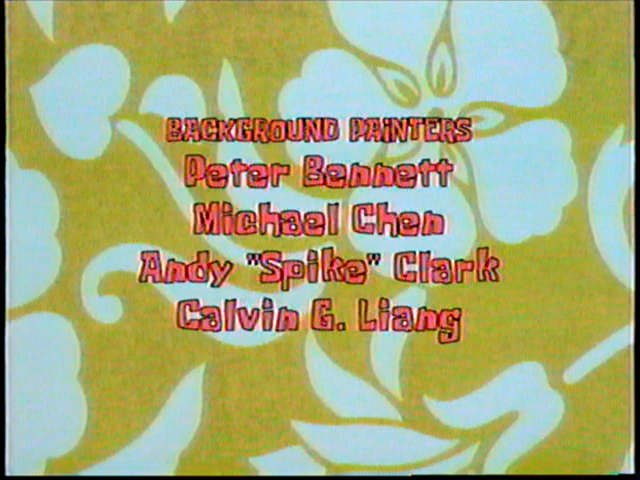 BACKGROUND PAINTERS
Peter Bennett
Michael Chen
Andy "Spike" Clark
Calvin G. Liang